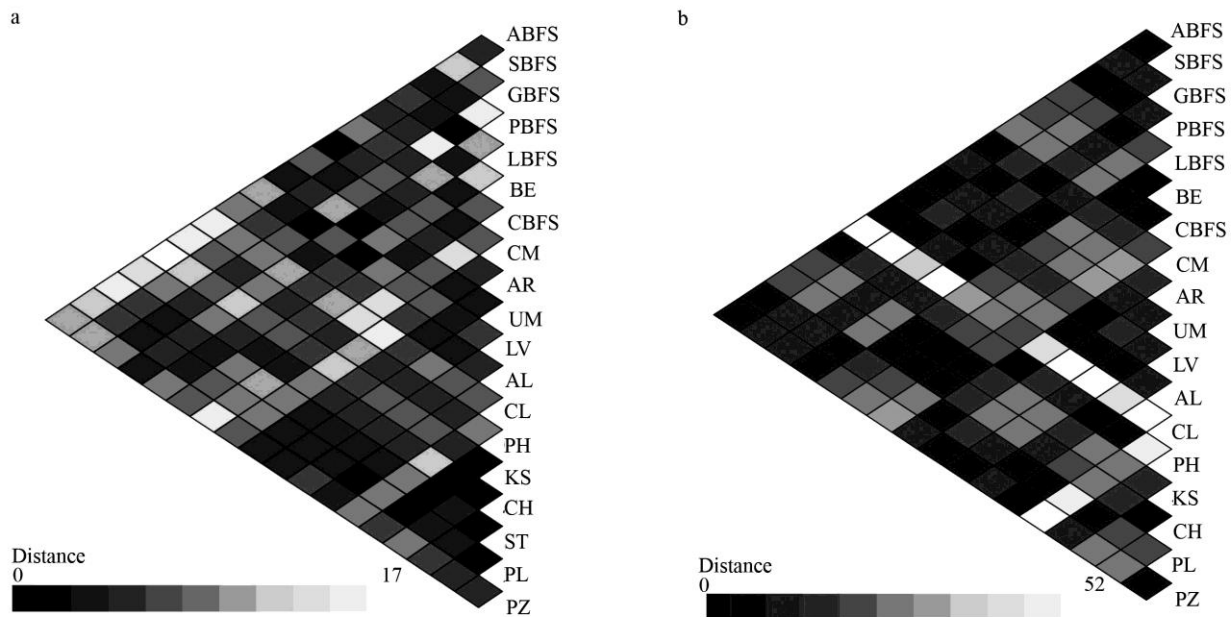 a
ABFS
SBFS
GBFS
PBFS
LBFS
BE
CBFS
CM
AR
UM
LV
AL
CL
PH
KS
CH
ST
PL
PZ
Distance
0 17
b
ABFS
SBFS
GBFS
PBFS
LBFS
BE
CBFS
CM
AR
UM
LV
AL
CL
PH
KS
CH
PL
PZ
Distance
0 52